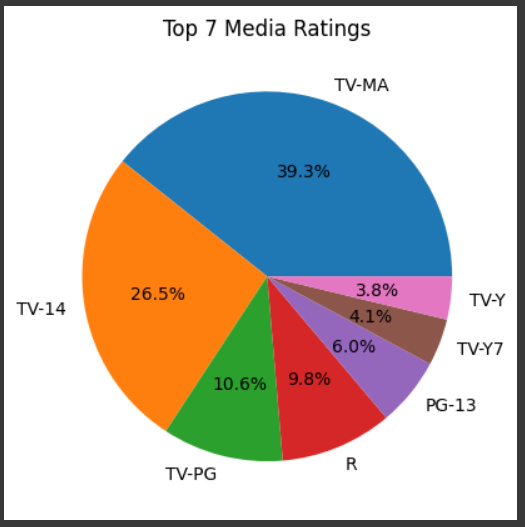 Top 7 Media Ratings
TV-MA
39.3%
TV-14
26.5%
TV-PG
10.6%
R
9.8%
PG-13
6.0%
TV-Y7
4.1%
TV-Y
3.8%